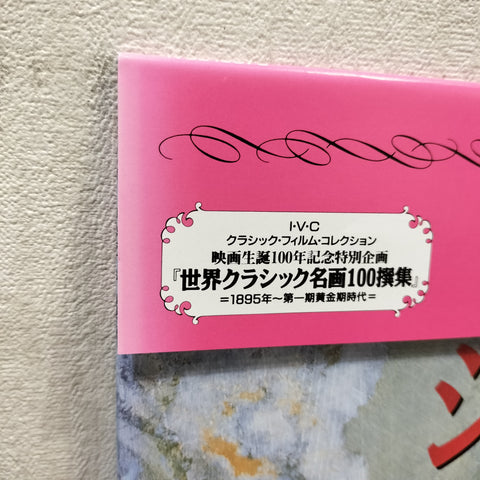 I・V・C
クラシック・フィルム・コレクション
映画生誕100年記念特別企画
『世界クラシック名画100撰集』
=1895年〜第一期黄金期時代=